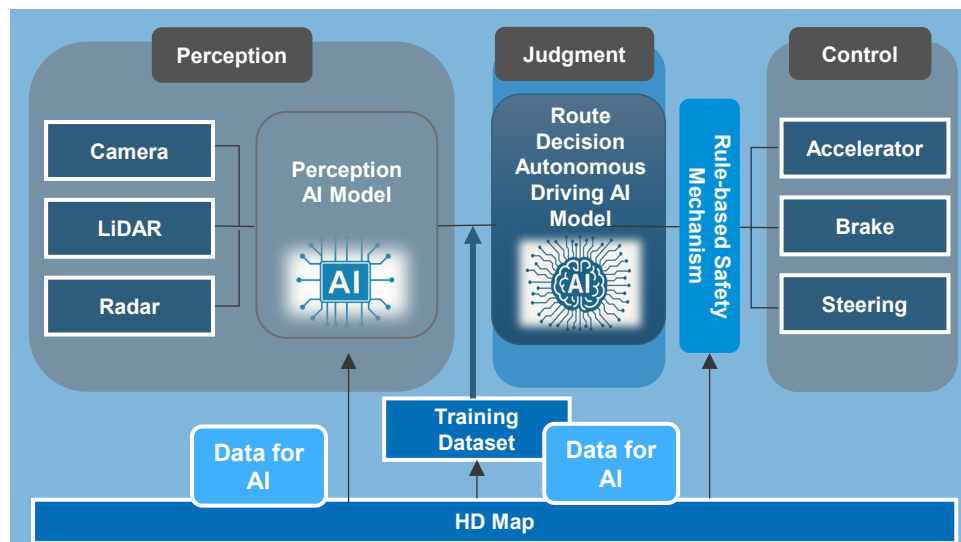 Perception
Judgment
Control
Camera
LiDAR
Radar
Perception
AI Model
AI
Route
Decision
Autonomous
Driving AI
Model
AI
Rule-based Safety
Mechanism
Accelerator
Brake
Steering
Training
Dataset
Data for
AI
Data for
AI
HD Map